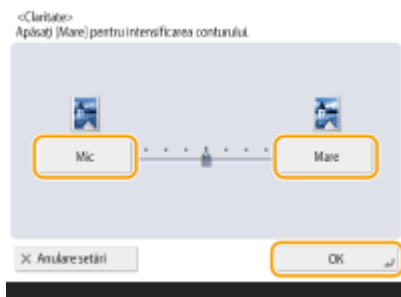 <Claritate>
Apăsați [Mare] pentru intensificarea conturului.
Mic
Mare
Anulare setări
OK